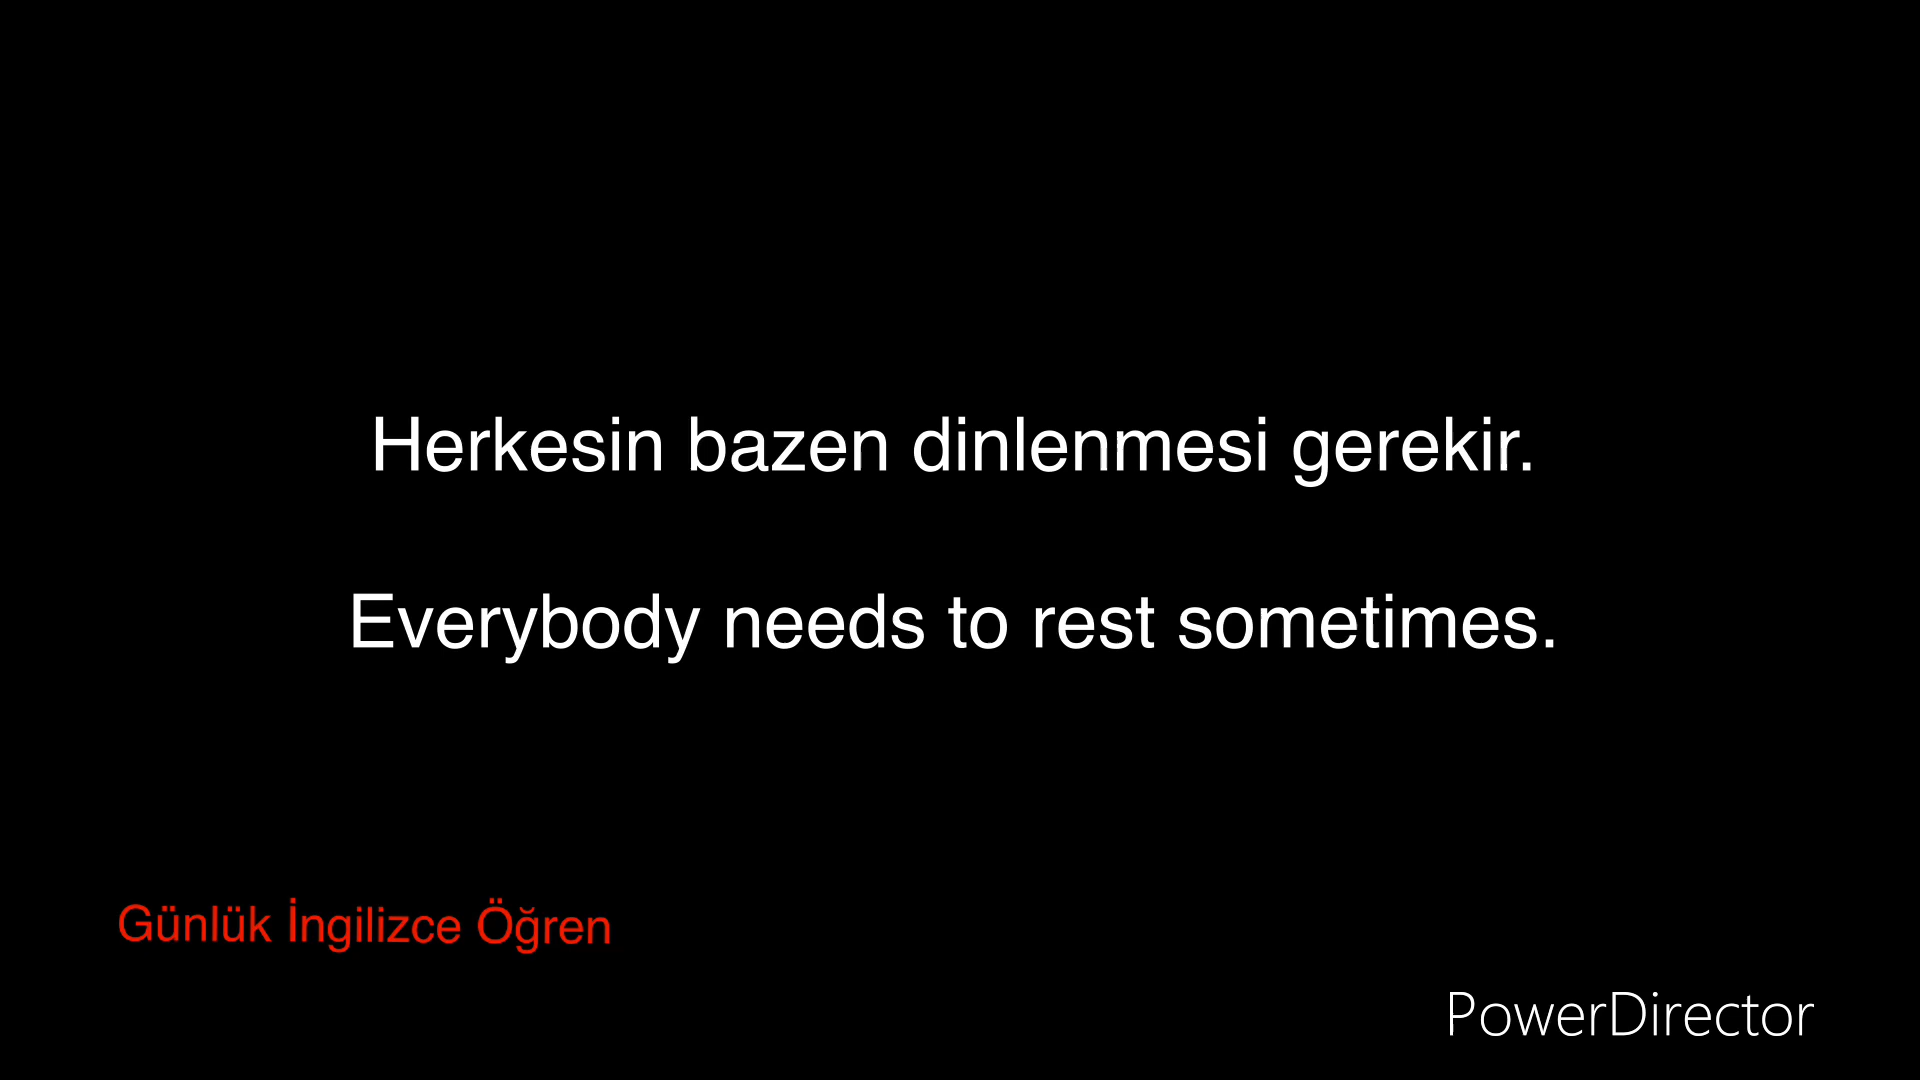 Herkesin bazen dinlenmesi gerekir.
Everybody needs to rest sometimes.
Günlük İngilizce Öğren
PowerDirector